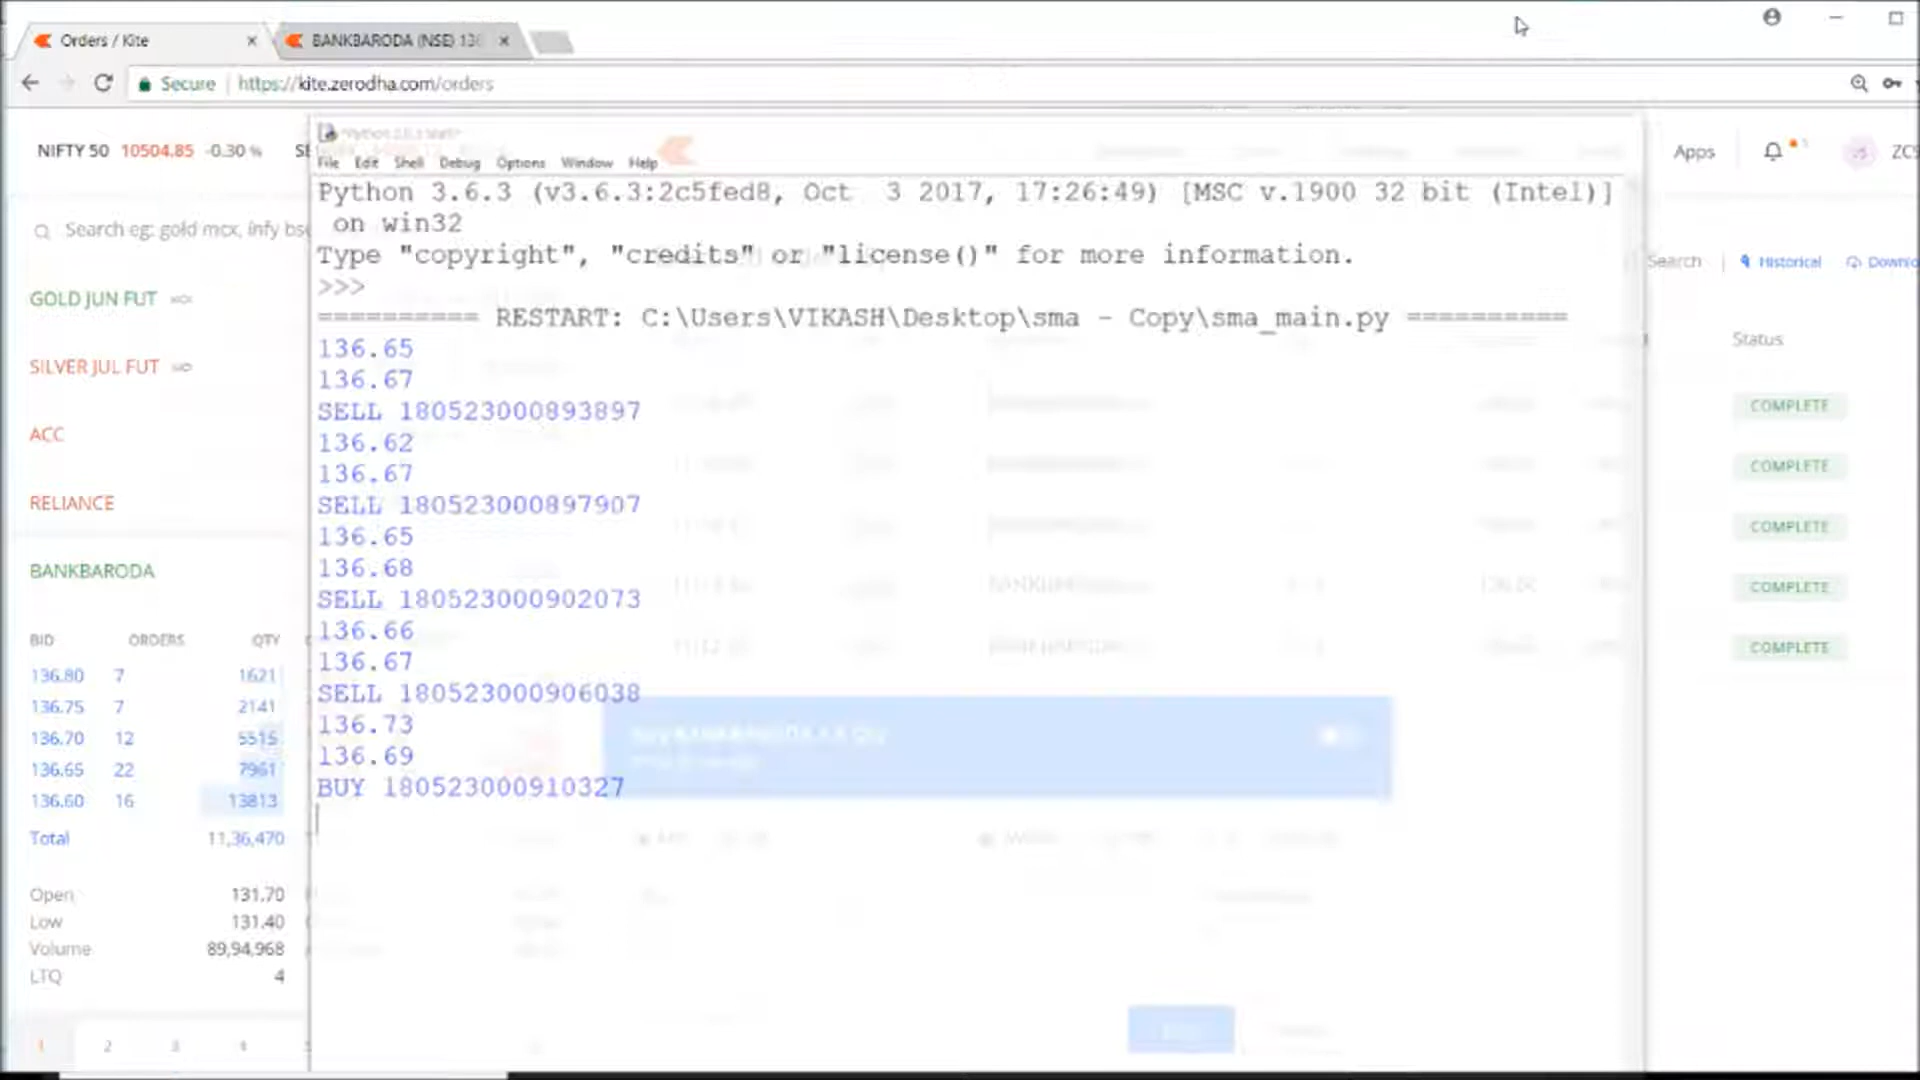 Orders / Kite
BANKBARODA (NSE) 136
Secure
https://kite.zerodha.com/orders
NIFTY 50 10504.85 -0.30 %
Apps
Search eg: gold mcx, infy bse
GOLD JUN FUT
SILVER JUL FUT
ACC
RELIANCE
BANKBARODA
BID ORDERS QTY
136.80 7 1621
136.75 7 2141
136.70 12 5515
136.65 22 7961
136.60 16 13813
Total 11,36,470
Open 131.70
Low 131.40
Volume 89,94,968
LTQ 4
1 2 3 4
File Edit Shell Debug Options Window Help
Python 3.6.3 (v3.6.3:2c5fed8, Oct  3 2017, 17:26:49) [MSC v.1900 32 bit (Intel)]
on win32
Type "copyright", "credits" or "license()" for more information.
>>>
========== RESTART: C:\Users\VIKASH\Desktop\sma - Copy\sma_main.py ==========
136.65
136.67
SELL 180523000893897
136.62
136.67
SELL 180523000897907
136.65
136.68
SELL 180523000902073
136.66
136.67
SELL 180523000906038
136.73
136.69
BUY 180523000910327
Search
Historical
Status
COMPLETE
COMPLETE
COMPLETE
COMPLETE
COMPLETE